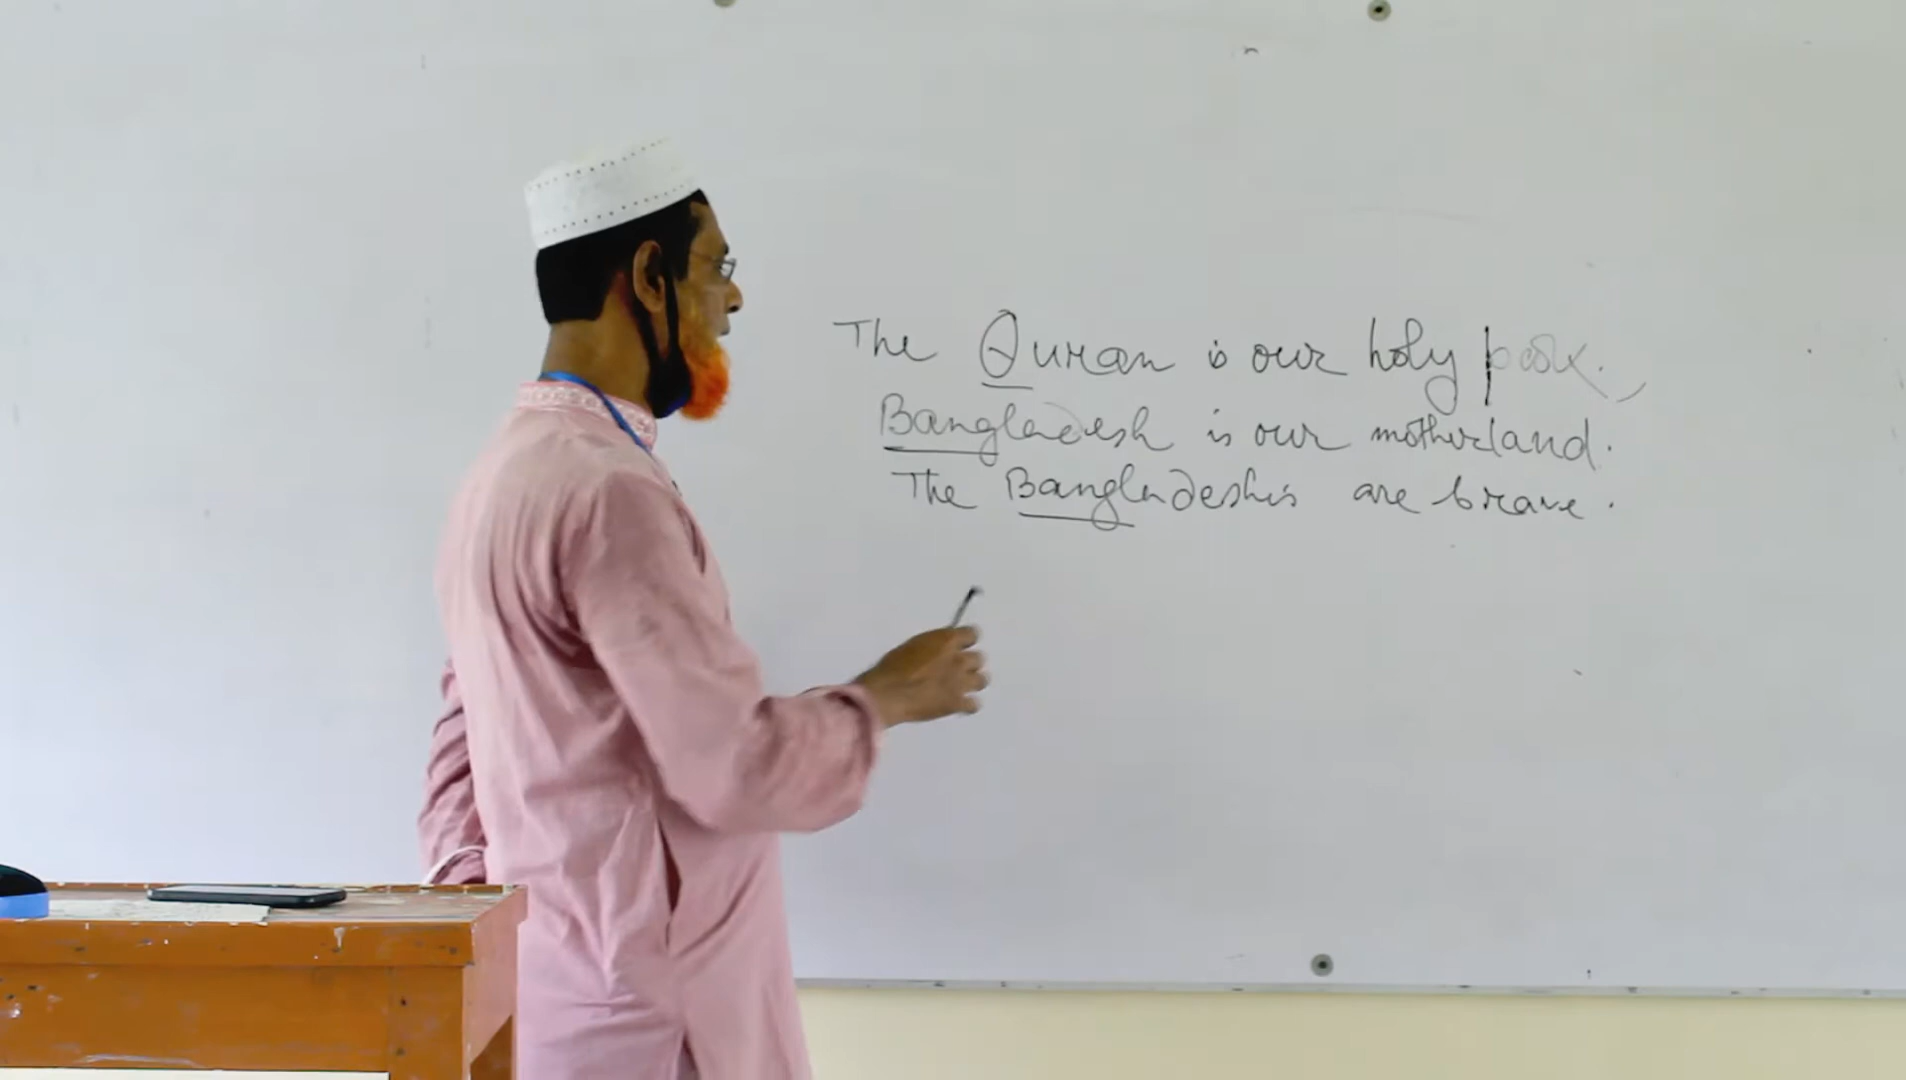 The Quran is our holy book.
Bangladesh is our motherland.
The Bangladeshis are brave.